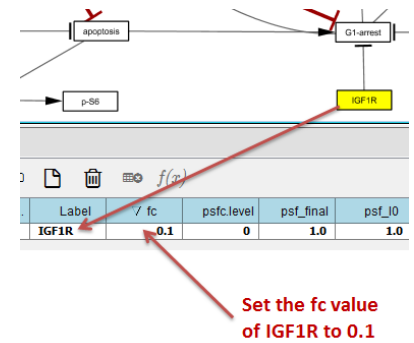 apoptosis
G1-arrest
p-S6
IGF1R
f(x)
Label / fc psfc.level psf_final psf_l0
IGF1R 0.1 0 1.0 1.0
Set the fc value
of IGF1R to 0.1